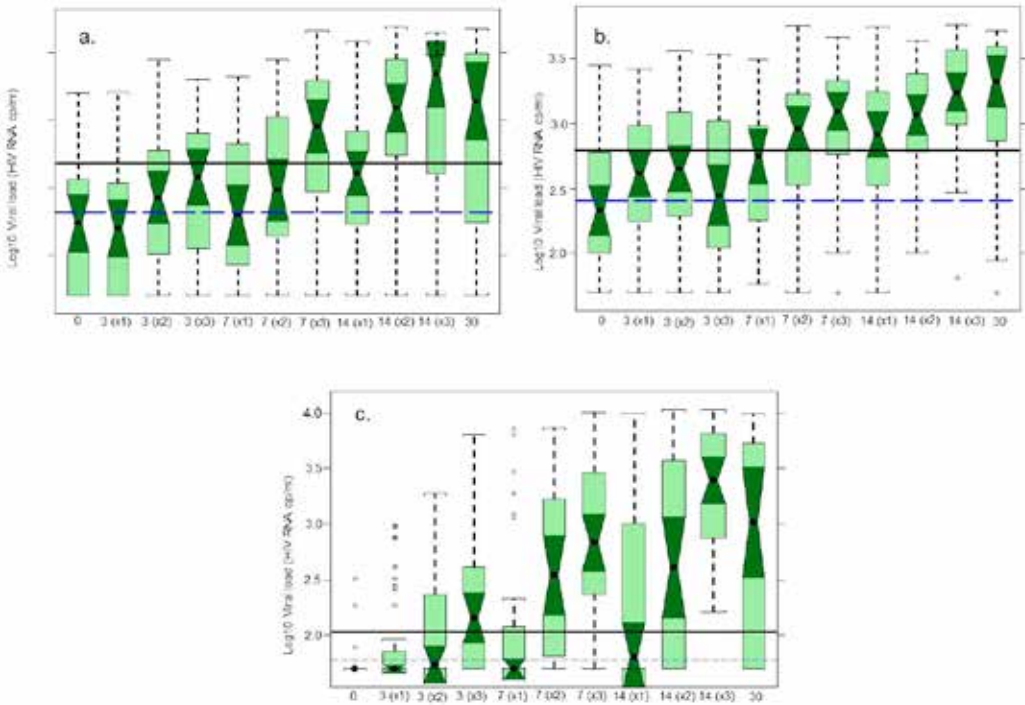 a.
Log10 Viral load (HIV RNA cp/ml)
0 3 (x1) 3 (x2) 3 (x3) 7 (x1) 7 (x2) 7 (x3) 14 (x1) 14 (x2) 14 (x3) 30
b.
Log10 Viral load (HIV RNA cp/ml)
3.5
3.0
2.5
2.0
0 3 (x1) 3 (x2) 3 (x3) 7 (x1) 7 (x2) 7 (x3) 14 (x1) 14 (x2) 14 (x3) 30
c.
Log10 Viral load (HIV RNA cp/ml)
4.0
3.5
3.0
2.5
2.0
0 3 (x1) 3 (x2) 3 (x3) 7 (x1) 7 (x2) 7 (x3) 14 (x1) 14 (x2) 14 (x3) 30